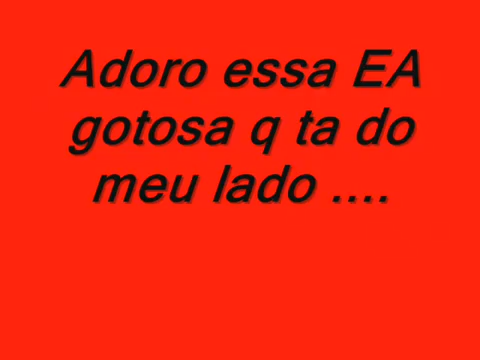 Adoro essa EA
gotosa q ta do
meu lado ....